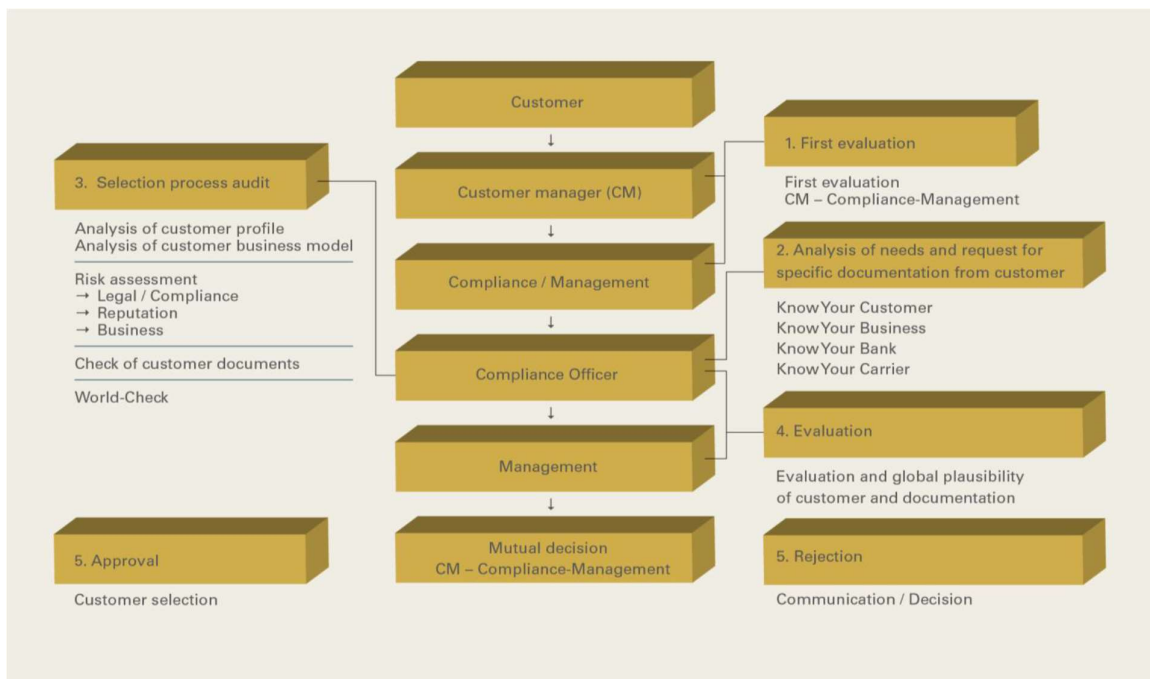 Customer
↓
Customer manager (CM)
↓
Compliance / Management
↓
Compliance Officer
↓
Management
↓
Mutual decision
CM – Compliance-Management
1. First evaluation
First evaluation
CM – Compliance-Management
2. Analysis of needs and request for
specific documentation from customer
Know Your Customer
Know Your Business
Know Your Bank
Know Your Carrier
3. Selection process audit
Analysis of customer profile
Analysis of customer business model
Risk assessment
→ Legal / Compliance
→ Reputation
→ Business
Check of customer documents
World-Check
4. Evaluation
Evaluation and global plausibility
of customer and documentation
5. Approval
Customer selection
5. Rejection
Communication / Decision